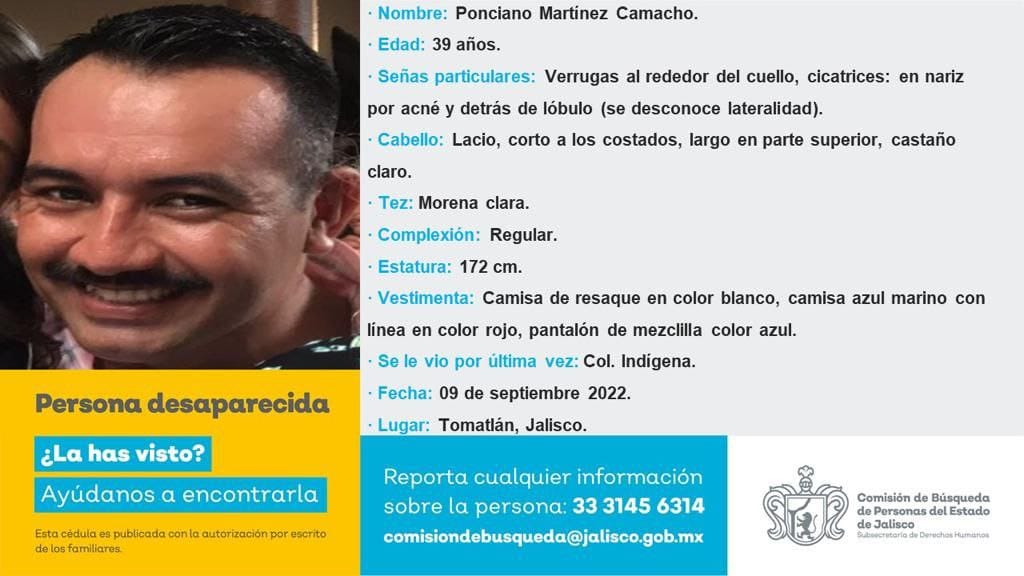 · Nombre: Ponciano Martínez Camacho.
· Edad: 39 años.
· Señas particulares: Verrugas al rededor del cuello, cicatrices: en nariz
por acné y detrás de lóbulo (se desconoce lateralidad).
· Cabello: Lacio, corto a los costados, largo en parte superior, castaño
claro.
· Tez: Morena clara.
· Complexión: Regular.
· Estatura: 172 cm.
· Vestimenta: Camisa de resaque en color blanco, camisa azul marino con
línea en color rojo, pantalón de mezclilla color azul.
· Se le vio por última vez: Col. Indígena.
· Fecha: 09 de septiembre 2022.
· Lugar: Tomatlán, Jalisco.
Persona desaparecida
¿La has visto?
Ayúdanos a encontrarla
Esta cédula es publicada con la autorización por escrito
de los familiares.
Reporta cualquier información
sobre la persona: 33 3145 6314
comisiondebusqueda@jalisco.gob.mx
Comisión de Búsqueda
de Personas del Estado
de Jalisco
Subsecretaría de Derechos Humanos